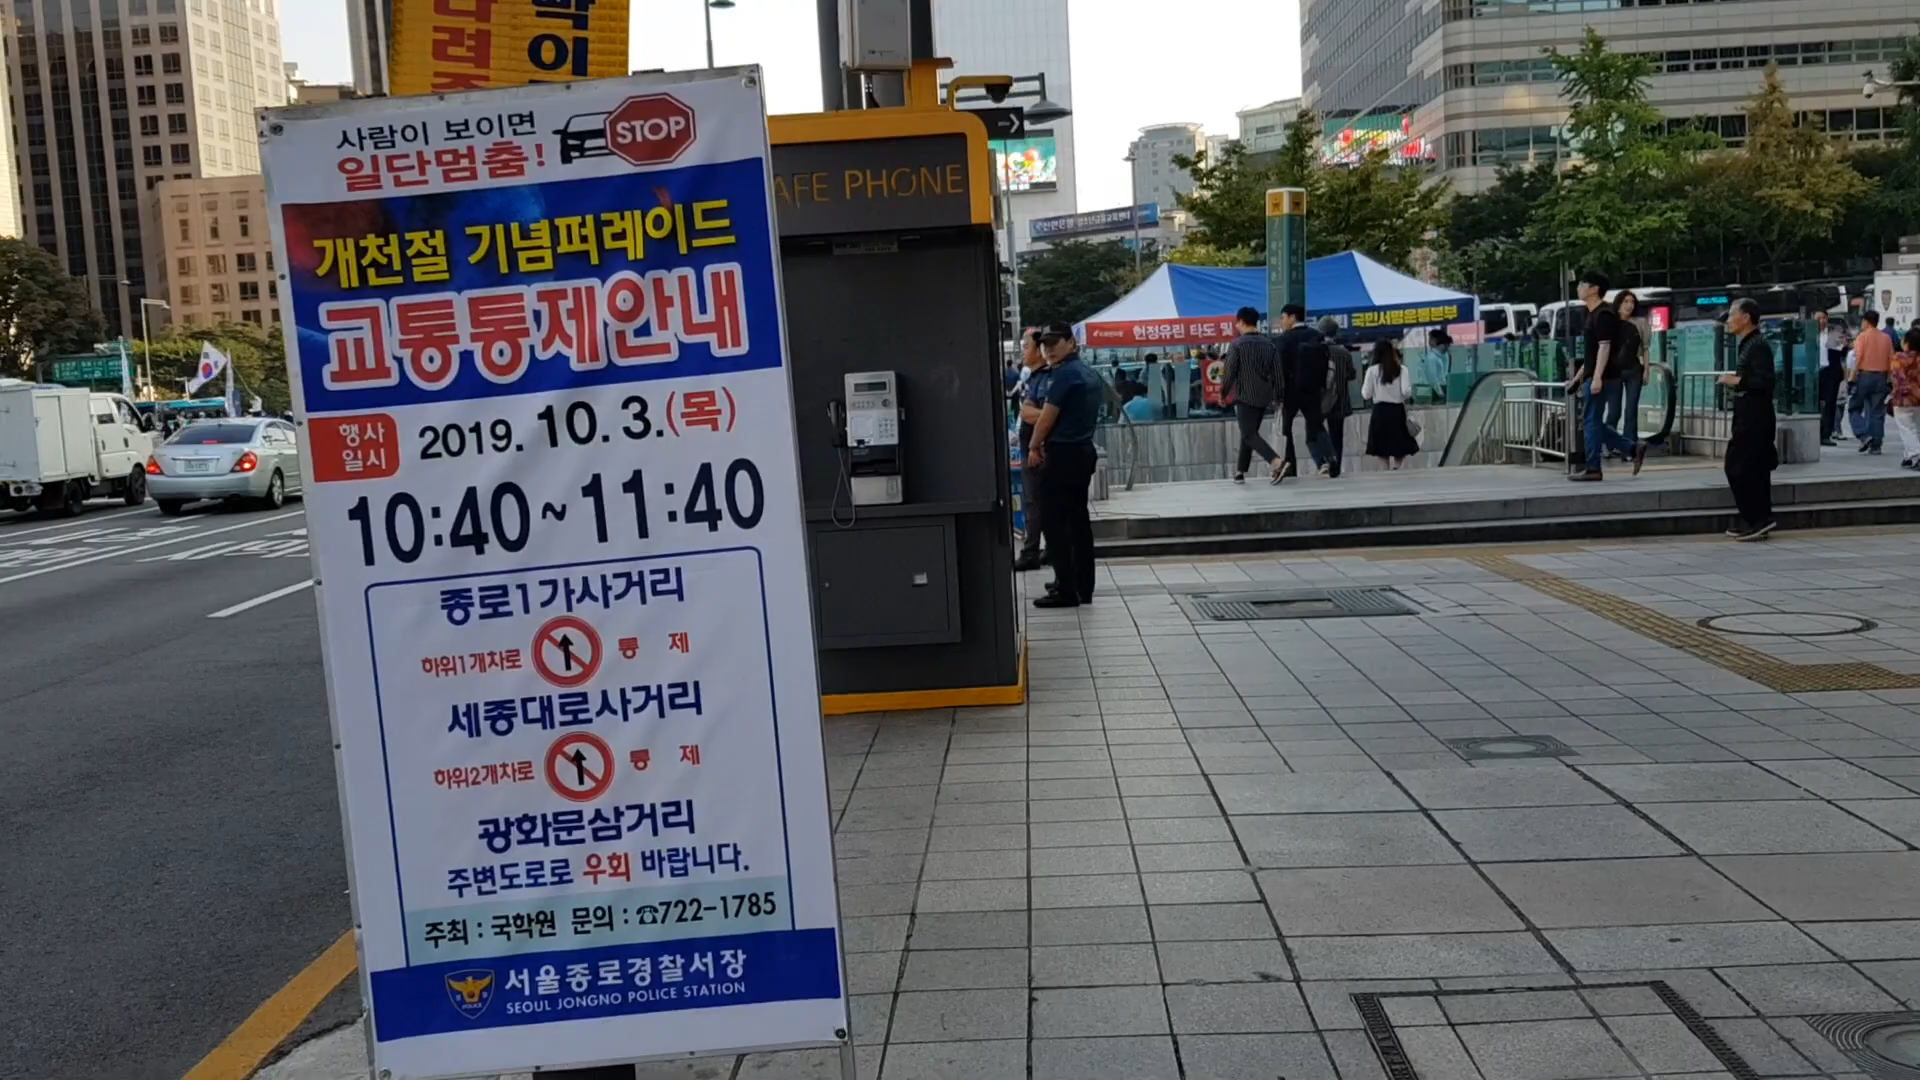 사람이 보이면
일단멈춤!
STOP
개천절 기념퍼레이드
교통통제안내
행사
일시
2019. 10. 3.(목)
10:40~11:40
종로1가사거리
하위1개차로 통 제
세종대로사거리
하위2개차로 통 제
광화문삼거리
주변도로로 우회 바랍니다.
주최 : 국학원 문의 : ☎722-1785
서울종로경찰서장
SEOUL JONGNO POLICE STATION
AFE PHONE
헌정유린 타도 및
국민서명운동본부
POLICE